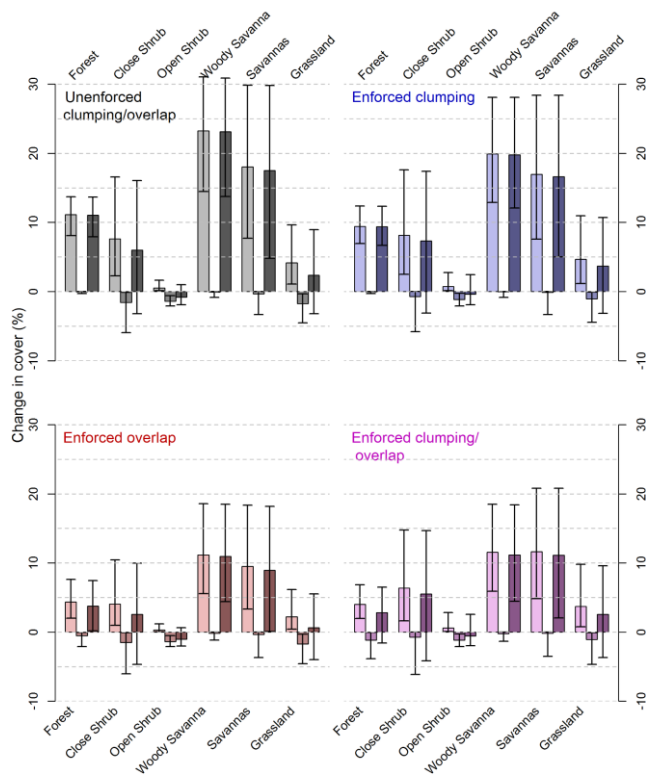 Forest
Close Shrub
Open Shrub
Woody Savanna
Savannas
Grassland
Forest
Close Shrub
Open Shrub
Woody Savanna
Savannas
Grassland
30
20
10
0
-10
Unenforced
clumping/overlap
Enforced clumping
30
20
10
0
-10
Change in cover (%)
30
20
10
0
-10
Enforced overlap
Enforced clumping/
overlap
30
20
10
0
-10
Forest
Close Shrub
Open Shrub
Woody Savanna
Savannas
Grassland
Forest
Close Shrub
Open Shrub
Woody Savanna
Savannas
Grassland